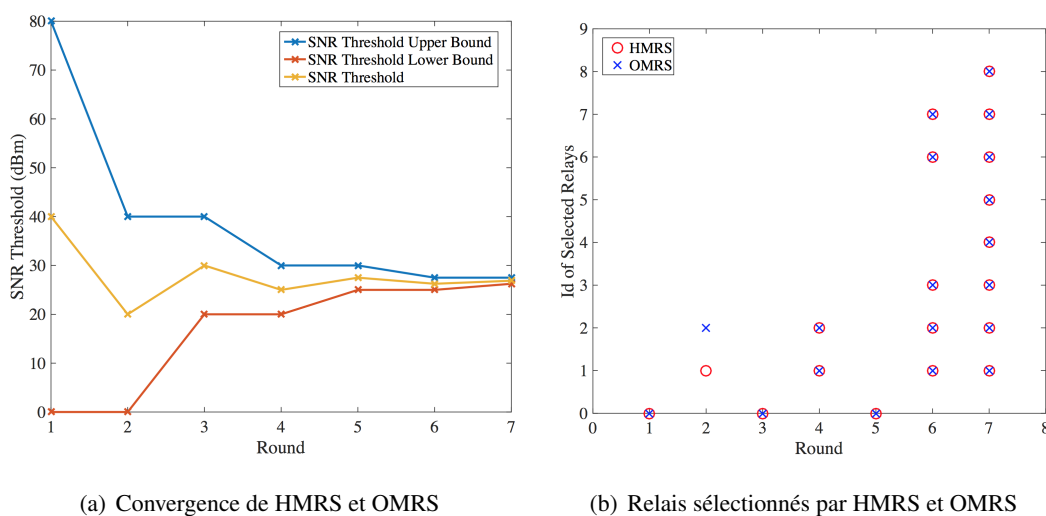 SNR Threshold (dBm)
80
70
60
50
40
30
20
10
0
SNR Threshold Upper Bound
SNR Threshold Lower Bound
SNR Threshold
1 2 3 4 5 6 7
Round
(a) Convergence de HMRS et OMRS
Id of Selected Relays
9
8
7
6
5
4
3
2
1
0
HMRS
OMRS
0 1 2 3 4 5 6 7 8
Round
(b) Relais sélectionnés par HMRS et OMRS